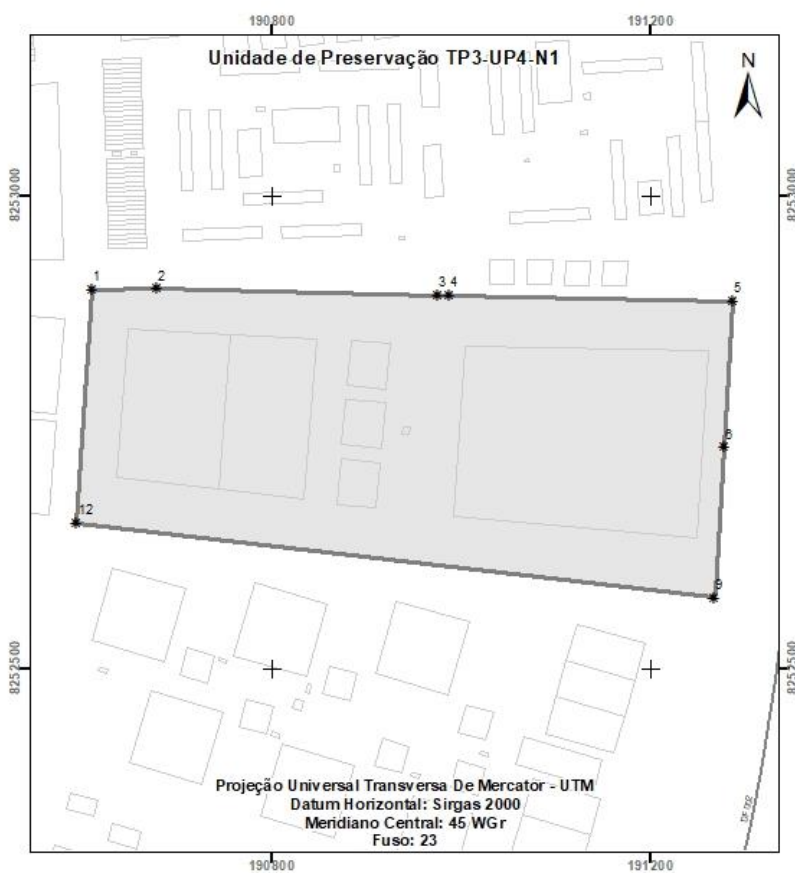 190800 191200
Unidade de Preservação TP3-UP4-N1
N
8253000 8253000
1 2 3 4 5
6
12
9
8252500 8252500
Projeção Universal Transversa De Mercator - UTM
Datum Horizontal: Sirgas 2000
Meridiano Central: 45 WGr
Fuso: 23
190800 191200